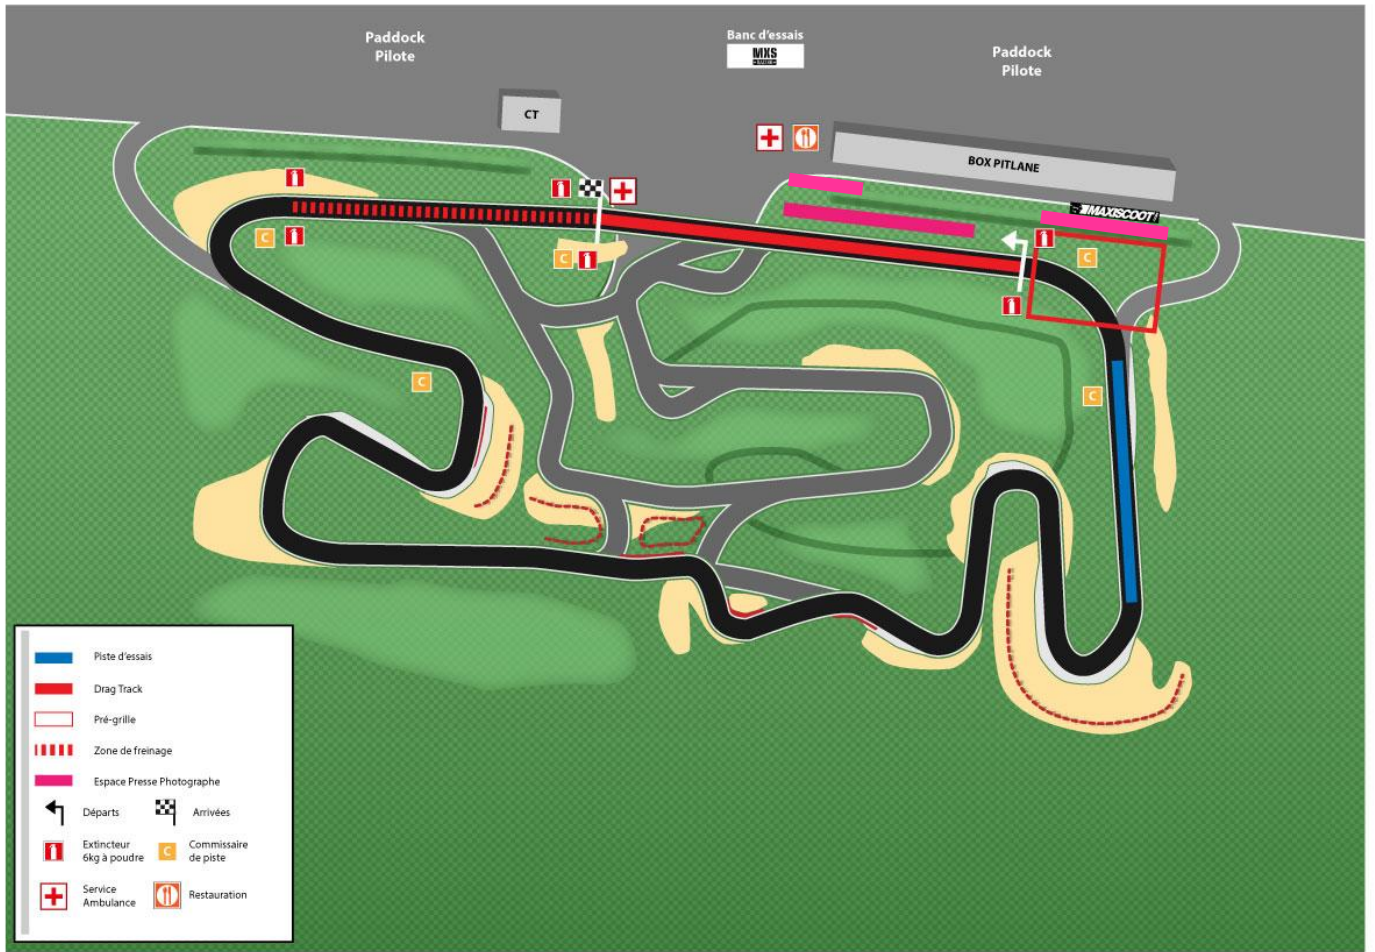 Paddock
Pilote
Banc d'essais
MXS
Paddock
Pilote
CT
BOX PITLANE
MAXISCOOT
C
C
C
C
C
Piste d'essais
Drag Track
Pré-grille
Zone de freinage
Espace Presse Photographe
Départs
Arrivées
Extincteur
6kg à poudre
C
Commissaire
de piste
Service
Ambulance
Restauration